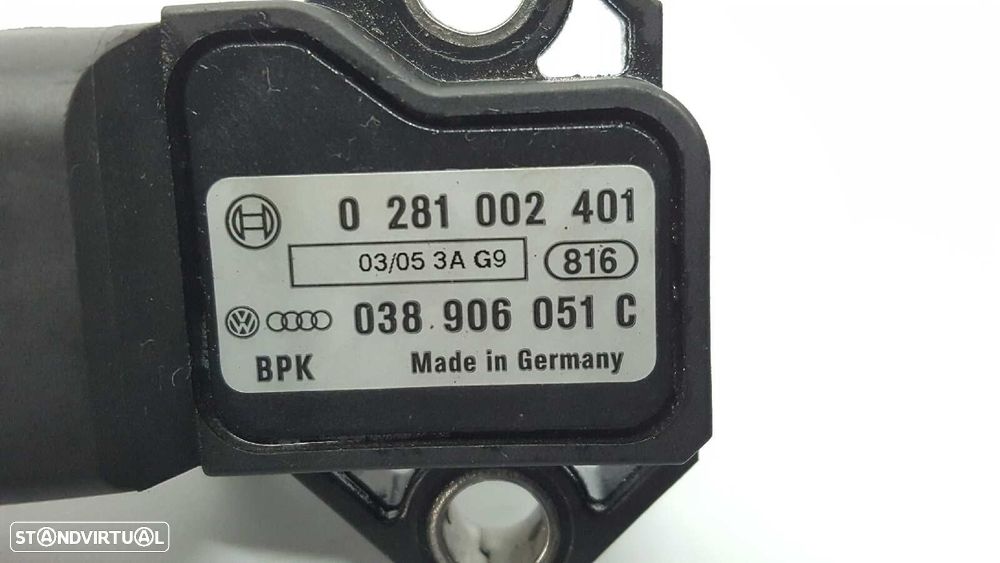 0 281 002 401
03/05 3A G9 816
038 906 051 C
BPK Made in Germany
STANDVIRTUAL